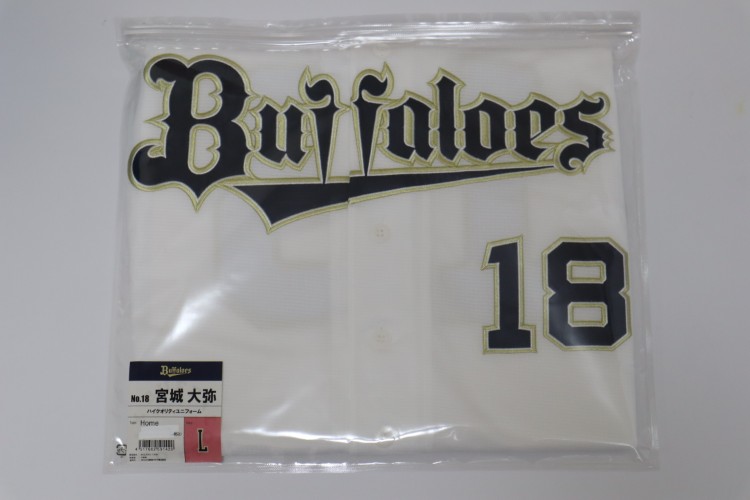 Buffaloes
18
Buffaloes
No.18 宮城 大弥
ハイクオリティユニフォーム
Home
L